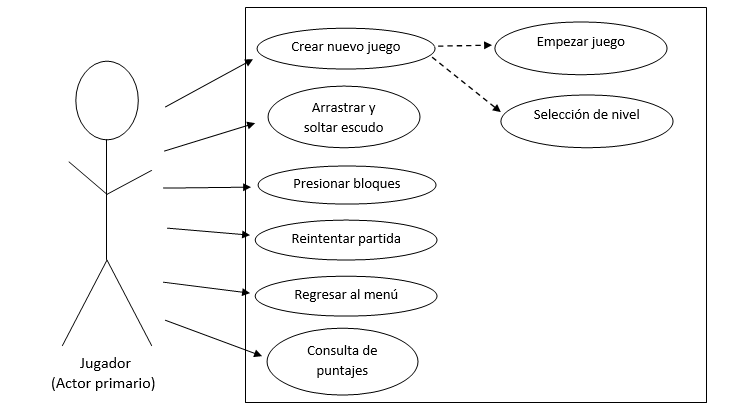 Crear nuevo juego
Empezar juego
Arrastrar y
soltar escudo
Selección de nivel
Presionar bloques
Reintentar partida
Regresar al menú
Consulta de
puntajes
Jugador
(Actor primario)